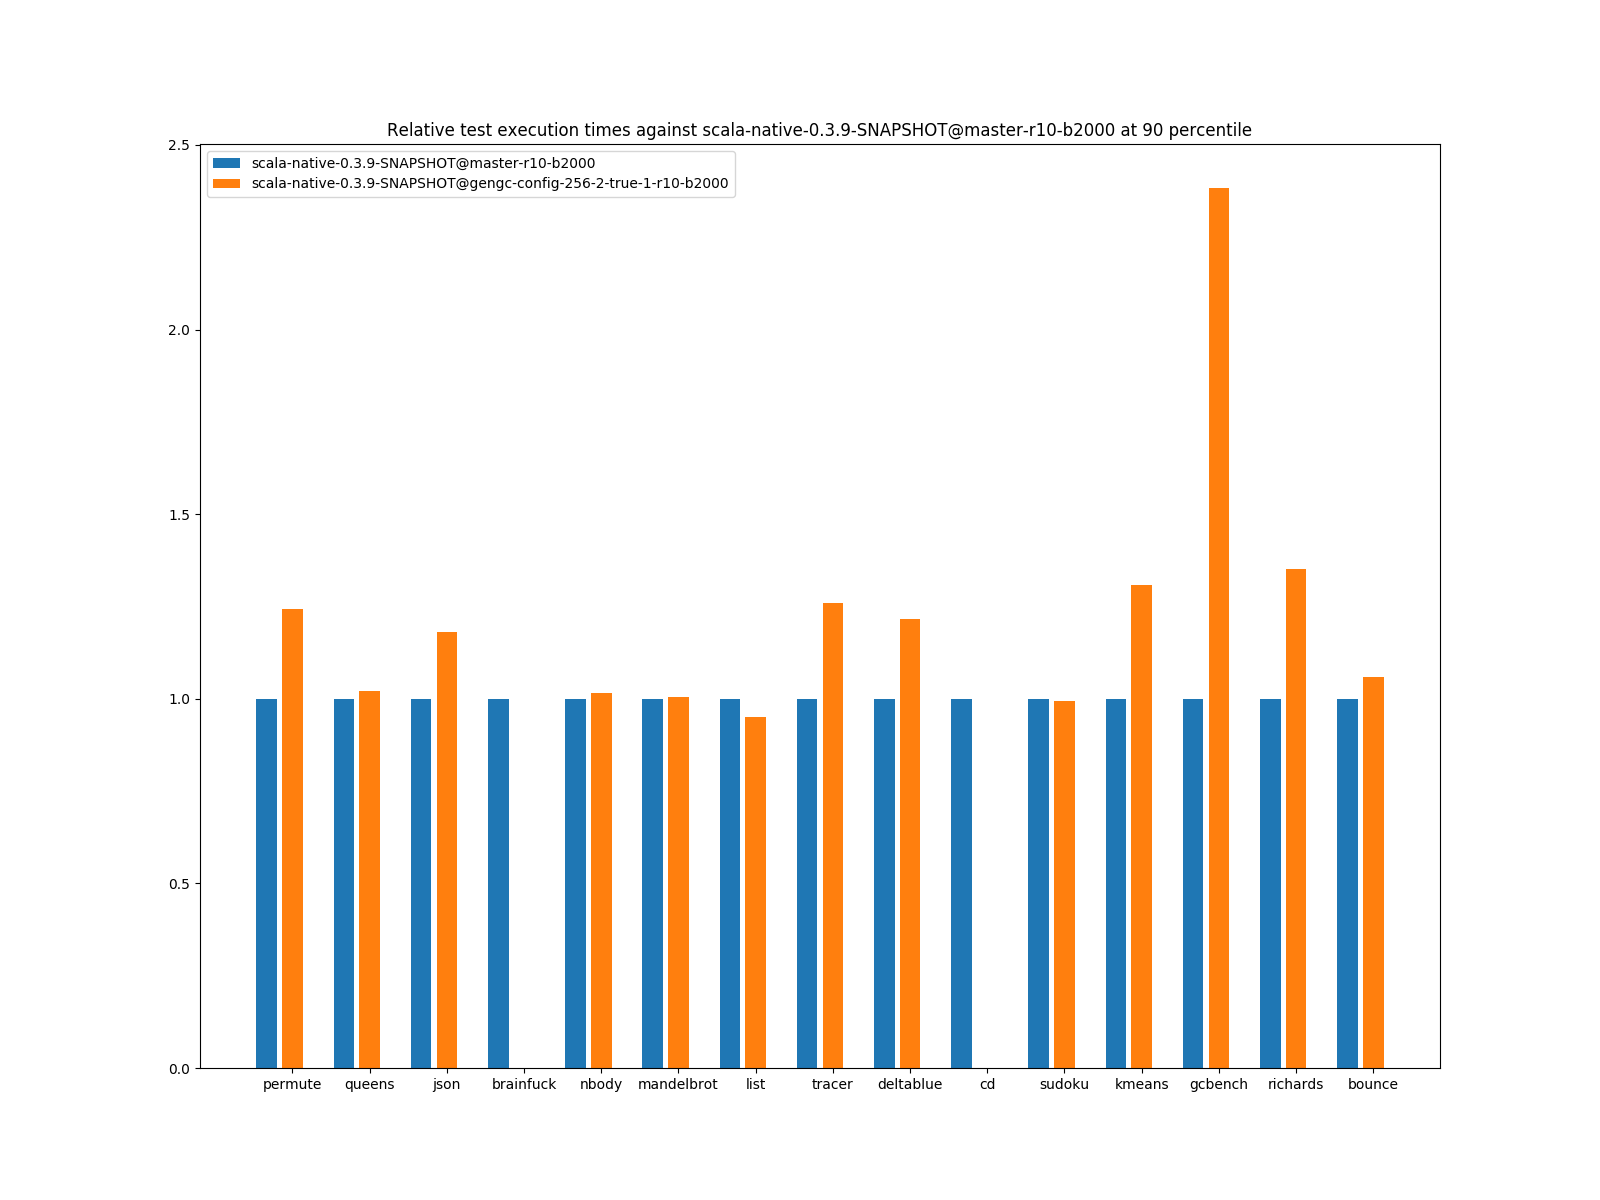 Relative test execution times against scala-native-0.3.9-SNAPSHOT@master-r10-b2000 at 90 percentile
2.5
scala-native-0.3.9-SNAPSHOT@master-r10-b2000
scala-native-0.3.9-SNAPSHOT@gengc-config-256-2-true-1-r10-b2000
2.0
1.5
1.0
0.5
0.0
permute queens json brainfuck nbody mandelbrot list tracer deltablue cd sudoku kmeans gcbench richards bounce